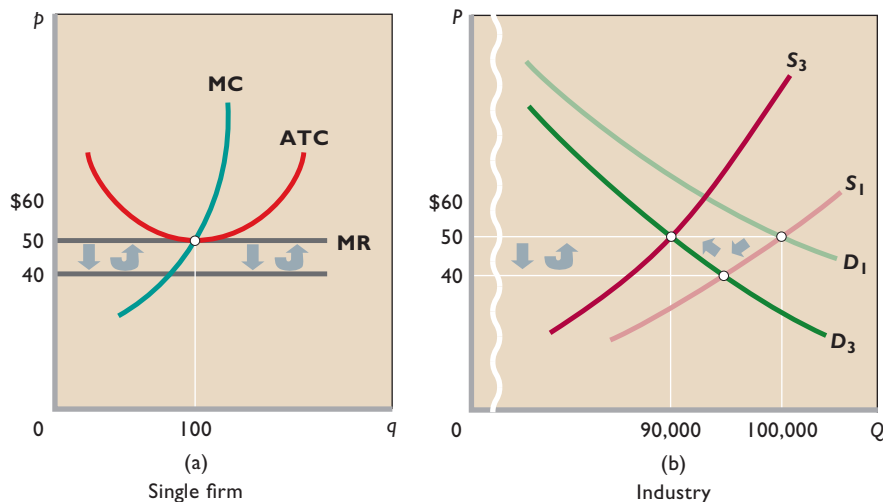 p
MC
ATC
$60
50
MR
40
0
100
q
(a)
Single firm
P
S3
$60
S1
50
D1
40
D3
0
90,000
100,000
Q
(b)
Industry